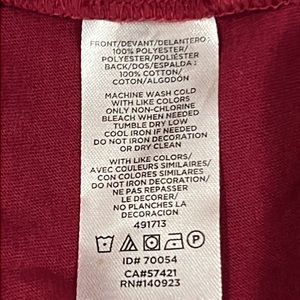 FRONT/DEVANT/DELANTERO:
100% POLYESTER/
POLYESTER/POLIÉSTER
BACK/DOS/ESPALDA:
100% COTTON/
COTON/ALGODÓN
MACHINE WASH COLD
WITH LIKE COLORS
ONLY NON-CHLORINE
BLEACH WHEN NEEDED
TUMBLE DRY LOW
COOL IRON IF NEEDED
DO NOT IRON DECORATION
OR DRY CLEAN
WITH LIKE COLORS/
AVEC COULEURS SIMILAIRES/
CON COLORES SIMILARES
DO NOT IRON DECORATION/
NE PAS REPASSER
LE DECORER/
NO PLANCHES LA
DECORACION
491713
P
ID# 70054
CA#57421
RN#140923